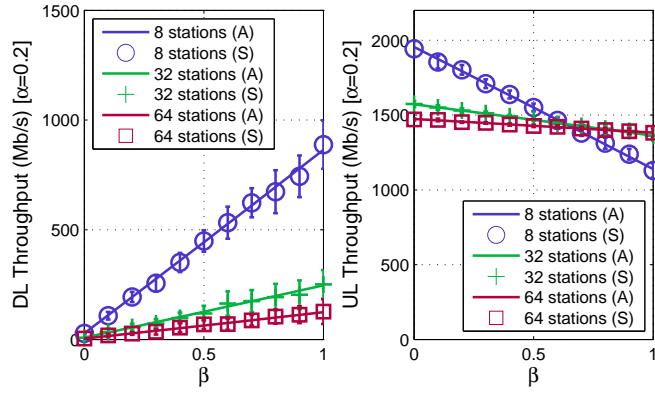 DL Throughput (Mb/s) [α=0.2]
1500
1000
500
0
0
0.5
1
β
8 stations (A)
8 stations (S)
32 stations (A)
32 stations (S)
64 stations (A)
64 stations (S)
UL Throughput (Mb/s) [α=0.2]
2000
1500
1000
500
0
0
0.5
1
β
8 stations (A)
8 stations (S)
32 stations (A)
32 stations (S)
64 stations (A)
64 stations (S)